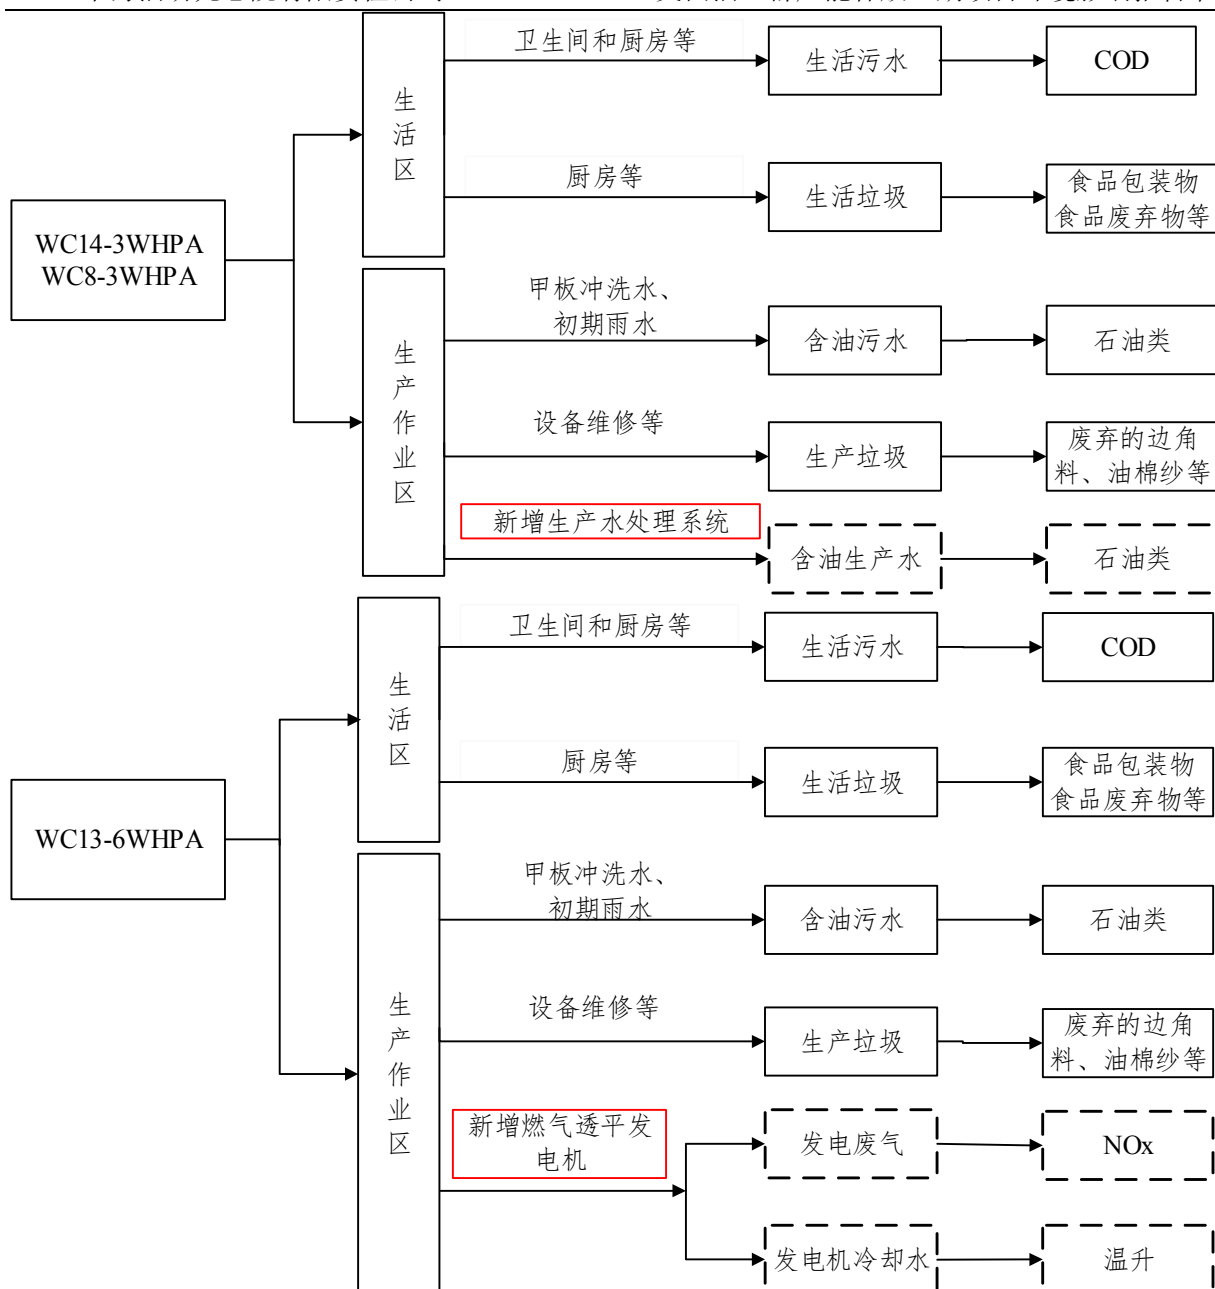 卫生间和厨房等
生活污水
COD
生
活
区
厨房等
生活垃圾
食品包装物
食品废弃物等
WC14-3WHPA
WC8-3WHPA
甲板冲洗水、
初期雨水
含油污水
石油类
生
产
作
业
区
设备维修等
生产垃圾
废弃的边角
料、油棉纱等
新增生产水处理系统
含油生产水
石油类
卫生间和厨房等
生活污水
COD
生
活
区
厨房等
生活垃圾
食品包装物
食品废弃物等
WC13-6WHPA
甲板冲洗水、
初期雨水
含油污水
石油类
生
产
作
业
区
设备维修等
生产垃圾
废弃的边角
料、油棉纱等
新增燃气透平发
电机
发电废气
NOx
发电机冷却水
温升